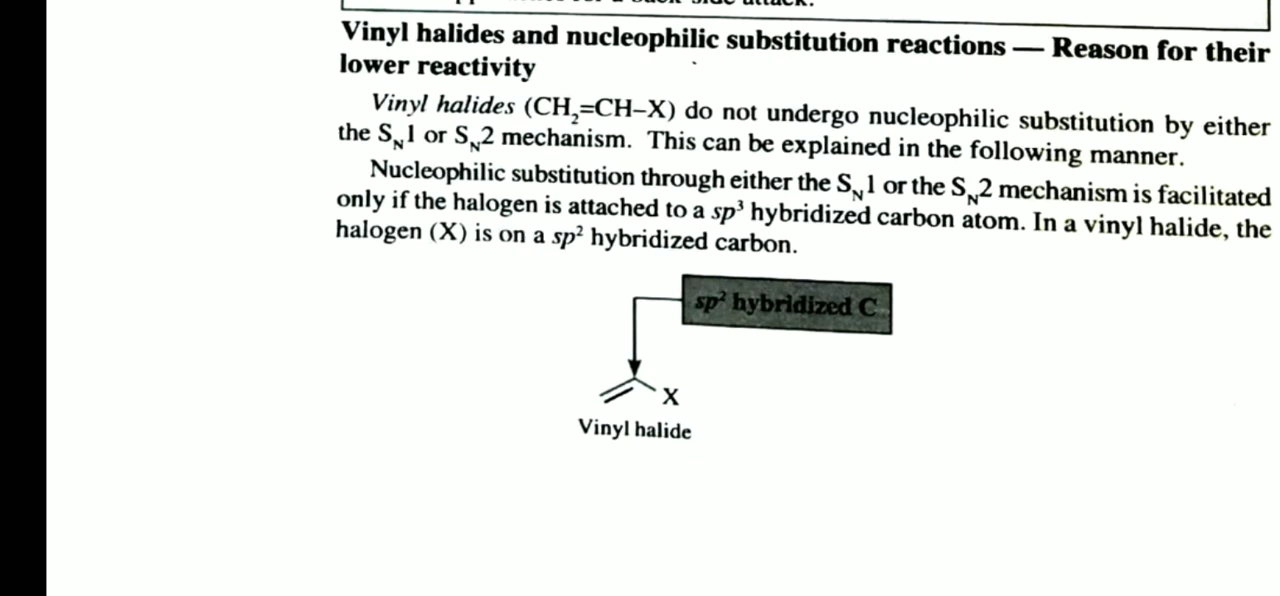 Vinyl halides and nucleophilic substitution reactions — Reason for their
lower reactivity
Vinyl halides (CH₂=CH–X) do not undergo nucleophilic substitution by either
the Sₙ1 or Sₙ2 mechanism. This can be explained in the following manner.
Nucleophilic substitution through either the Sₙ1 or the Sₙ2 mechanism is facilitated
only if the halogen is attached to a sp³ hybridized carbon atom. In a vinyl halide, the
halogen (X) is on a sp² hybridized carbon.
sp² hybridized C
X
Vinyl halide